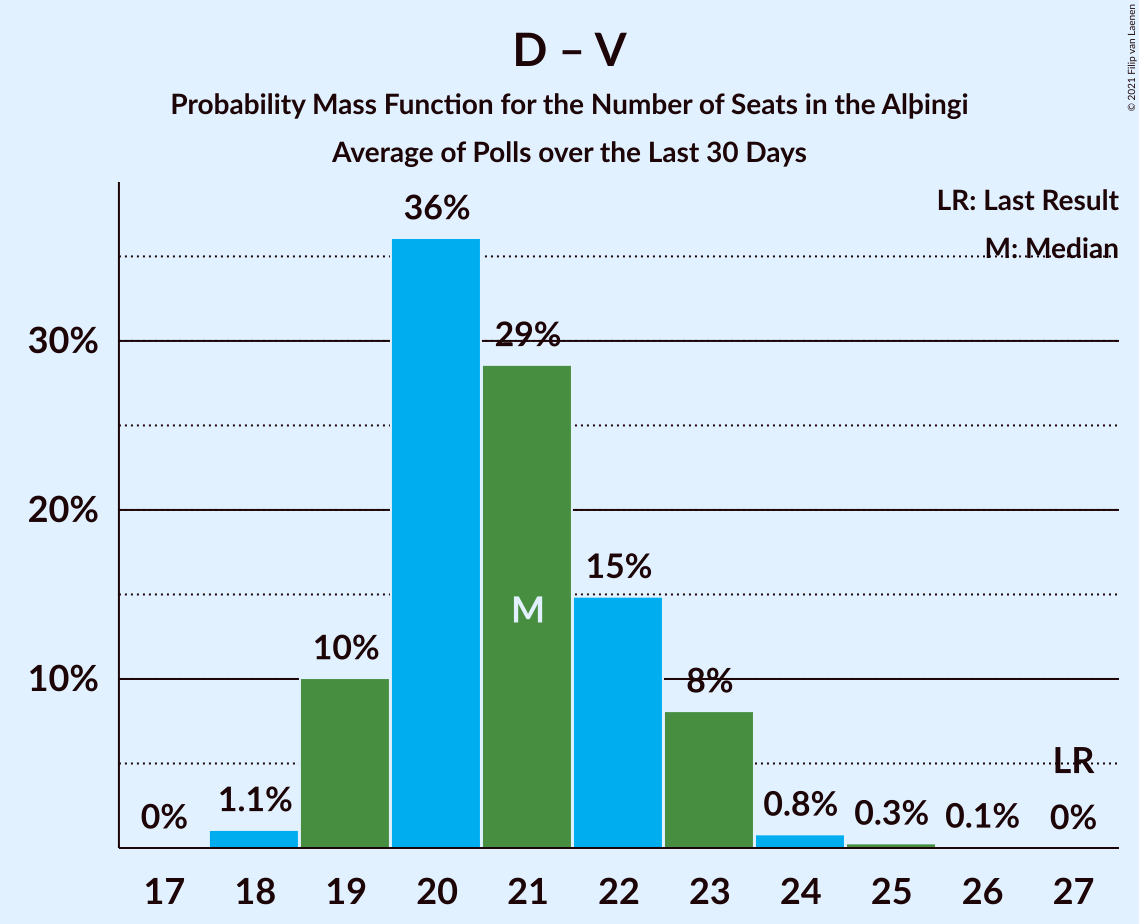 D – V
Probability Mass Function for the Number of Seats in the Alþingi
Average of Polls over the Last 30 Days
© 2021 Filip van Laenen
LR: Last Result
M: Median
36%
30%
29%
20%
15%
M
10%
10%
8%
LR
1.1%
0%
0.8%
0.3%
0.1%
0%
17 18 19 20 21 22 23 24 25 26 27